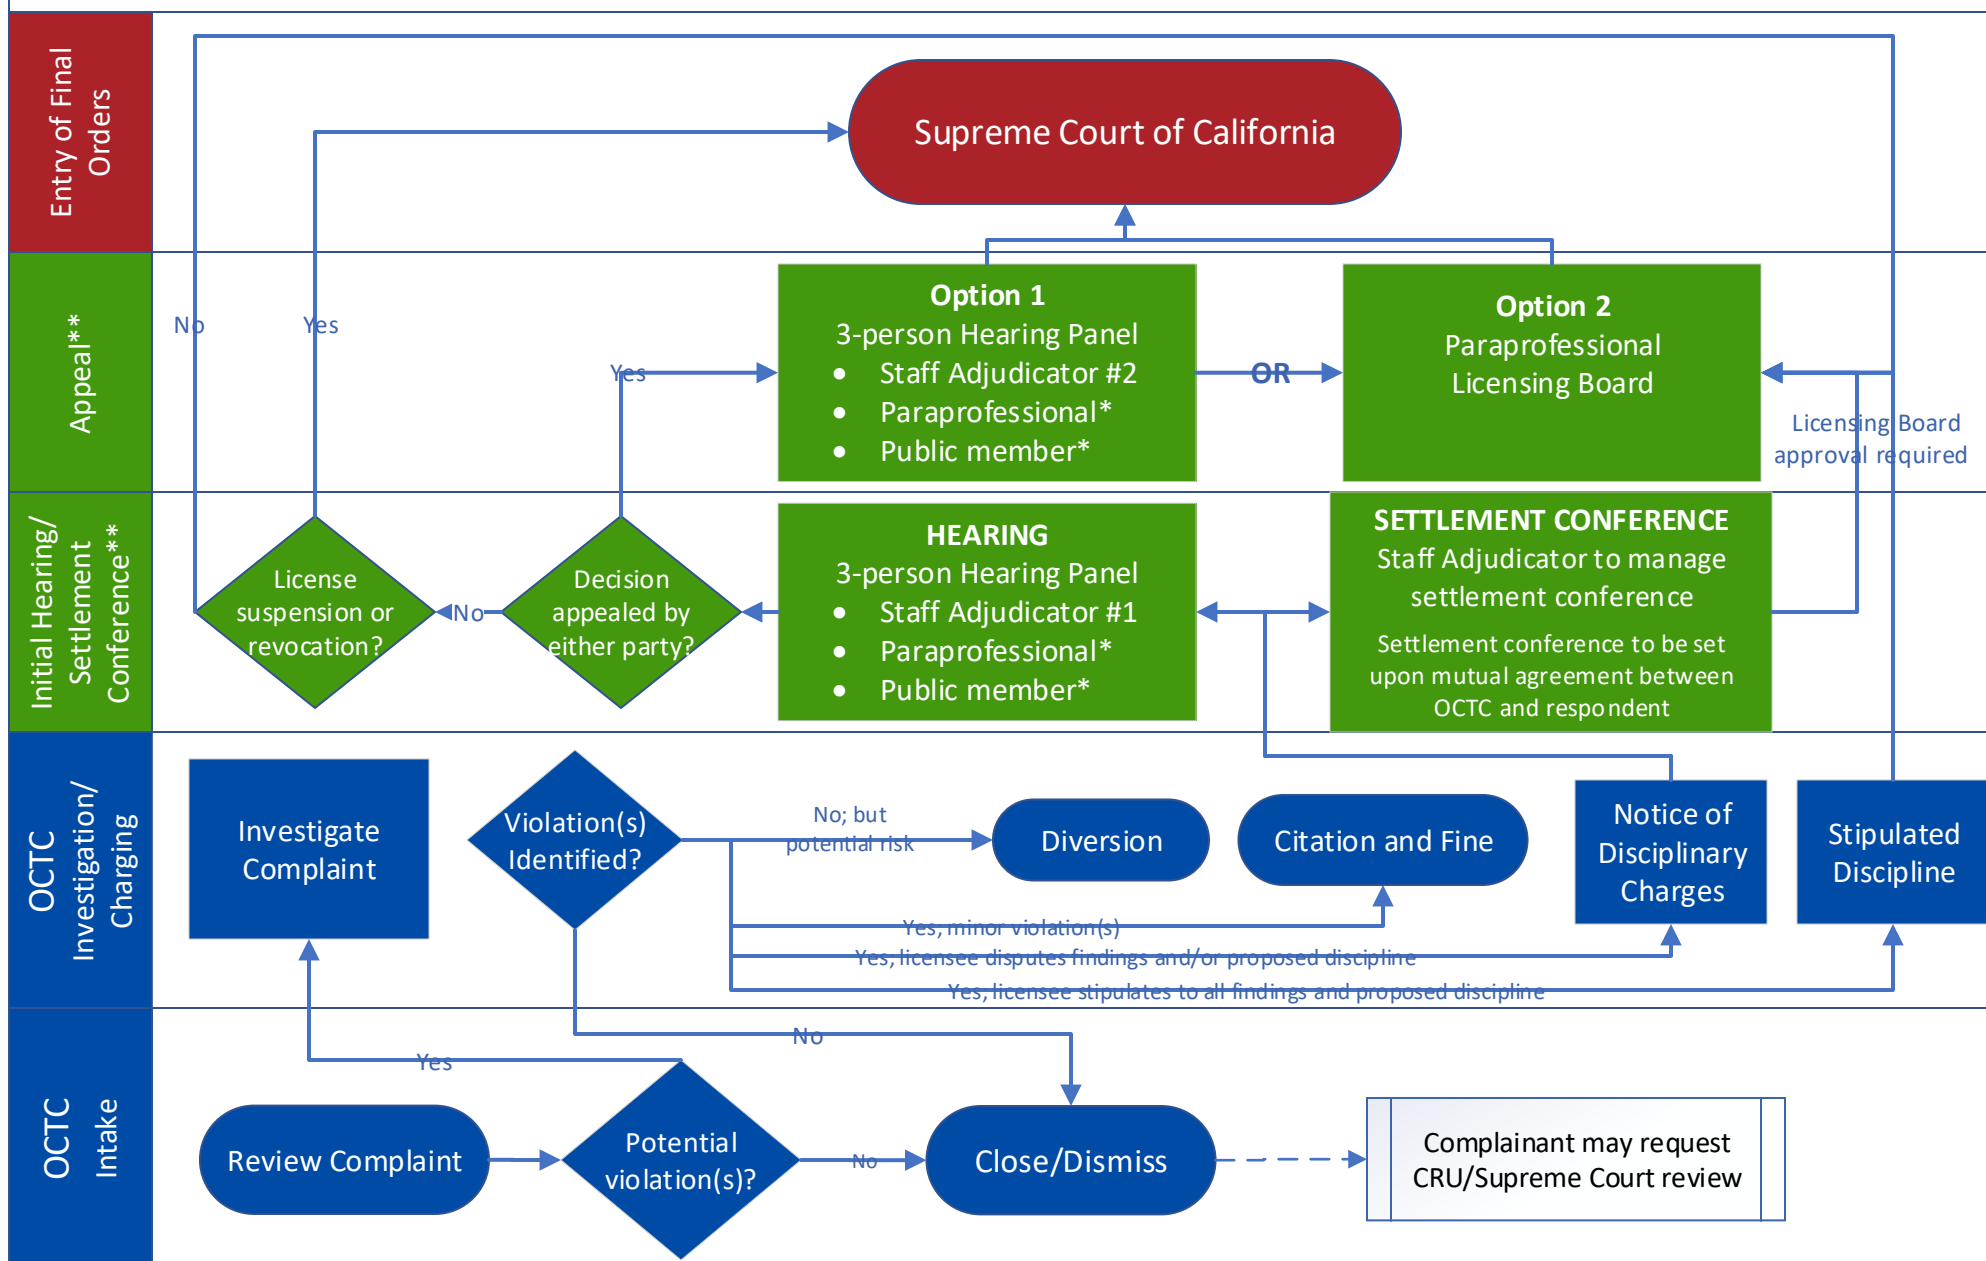 Entry of Final
Orders
Supreme Court of California
Appeal**
No
Yes
Yes
Option 1
3-person Hearing Panel
• Staff Adjudicator #2
• Paraprofessional*
• Public member*
OR
Option 2
Paraprofessional
Licensing Board
Licensing Board
approval required
Initial Hearing/
Settlement
Conference**
License
suspension or
revocation?
No
Decision
appealed by
either party?
HEARING
3-person Hearing Panel
• Staff Adjudicator #1
• Paraprofessional*
• Public member*
SETTLEMENT CONFERENCE
Staff Adjudicator to manage
settlement conference
Settlement conference to be set
upon mutual agreement between
OCTC and respondent
OCTC
Investigation/
Charging
Investigate
Complaint
Violation(s)
Identified?
No; but
potential risk
Diversion
Citation and Fine
Notice of
Disciplinary
Charges
Stipulated
Discipline
Yes; minor violation(s)
Yes; licensee disputes findings and/or proposed discipline
Yes; licensee stipulates to all findings and proposed discipline
OCTC
Intake
No
Yes
Review Complaint
Potential
violation(s)?
No
Close/Dismiss
Complainant may request
CRU/Supreme Court review